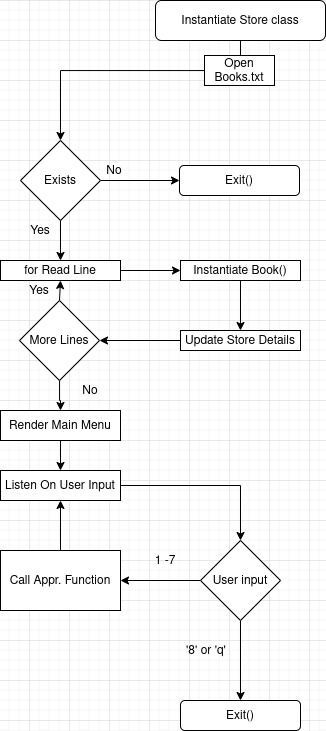 Instantiate Store class
Open
Books.txt
Exists
No
Exit()
Yes
for Read Line
Instantiate Book()
Yes
More Lines
Update Store Details
No
Render Main Menu
Listen On User Input
1 -7
Call Appr. Function
User input
'8' or 'q'
Exit()